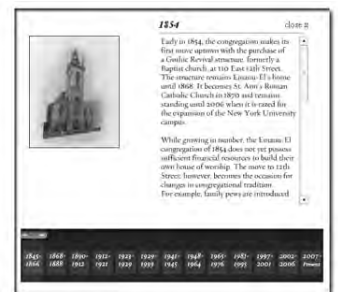 1854
close x
Early in 1854, the congregation makes its
first move uptown with the purchase of
a Gothic Revival structure, formerly a
Baptist church, at 110 East 12th Street.
The structure remains Emanu-El's home
until 1868. It becomes St. Ann's Roman
Catholic Church in 1870 and remains
standing until 2006 when it is razed for
the expansion of the New York University
campus.
While growing in number, the Emanu-El
congregation of 1854 does not yet possess
sufficient financial resources to build their
own house of worship. The move to 12th
Street, however, becomes the occasion for
changes in congregational tradition.
For example, family pews are introduced
1845- 1868- 1890- 1912- 1923- 1929- 1941- 1948- 1965- 1983- 1997- 2002- 2007-
1866 1888 1912 1921 1929 1939 1945 1964 1976 1995 2001 2006 Present